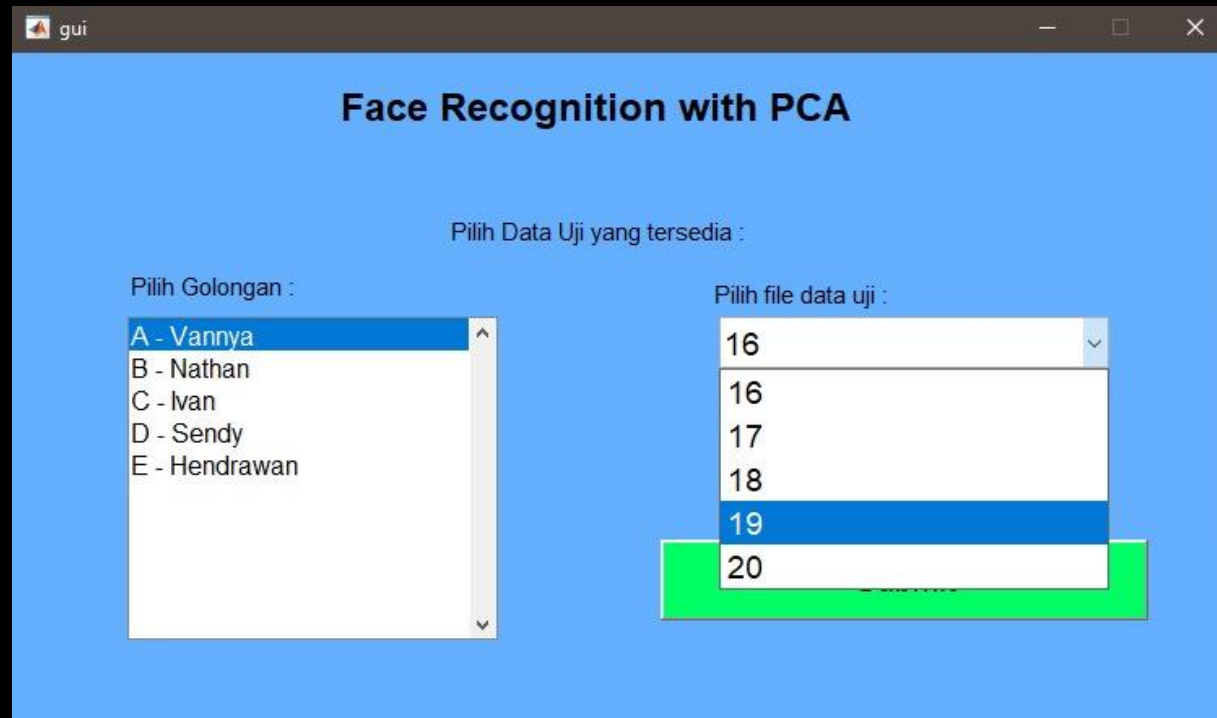 gui
Face Recognition with PCA
Pilih Data Uji yang tersedia :
Pilih Golongan :
A - Vannya
B - Nathan
C - Ivan
D - Sendy
E - Hendrawan
Pilih file data uji :
16
16
17
18
19
20